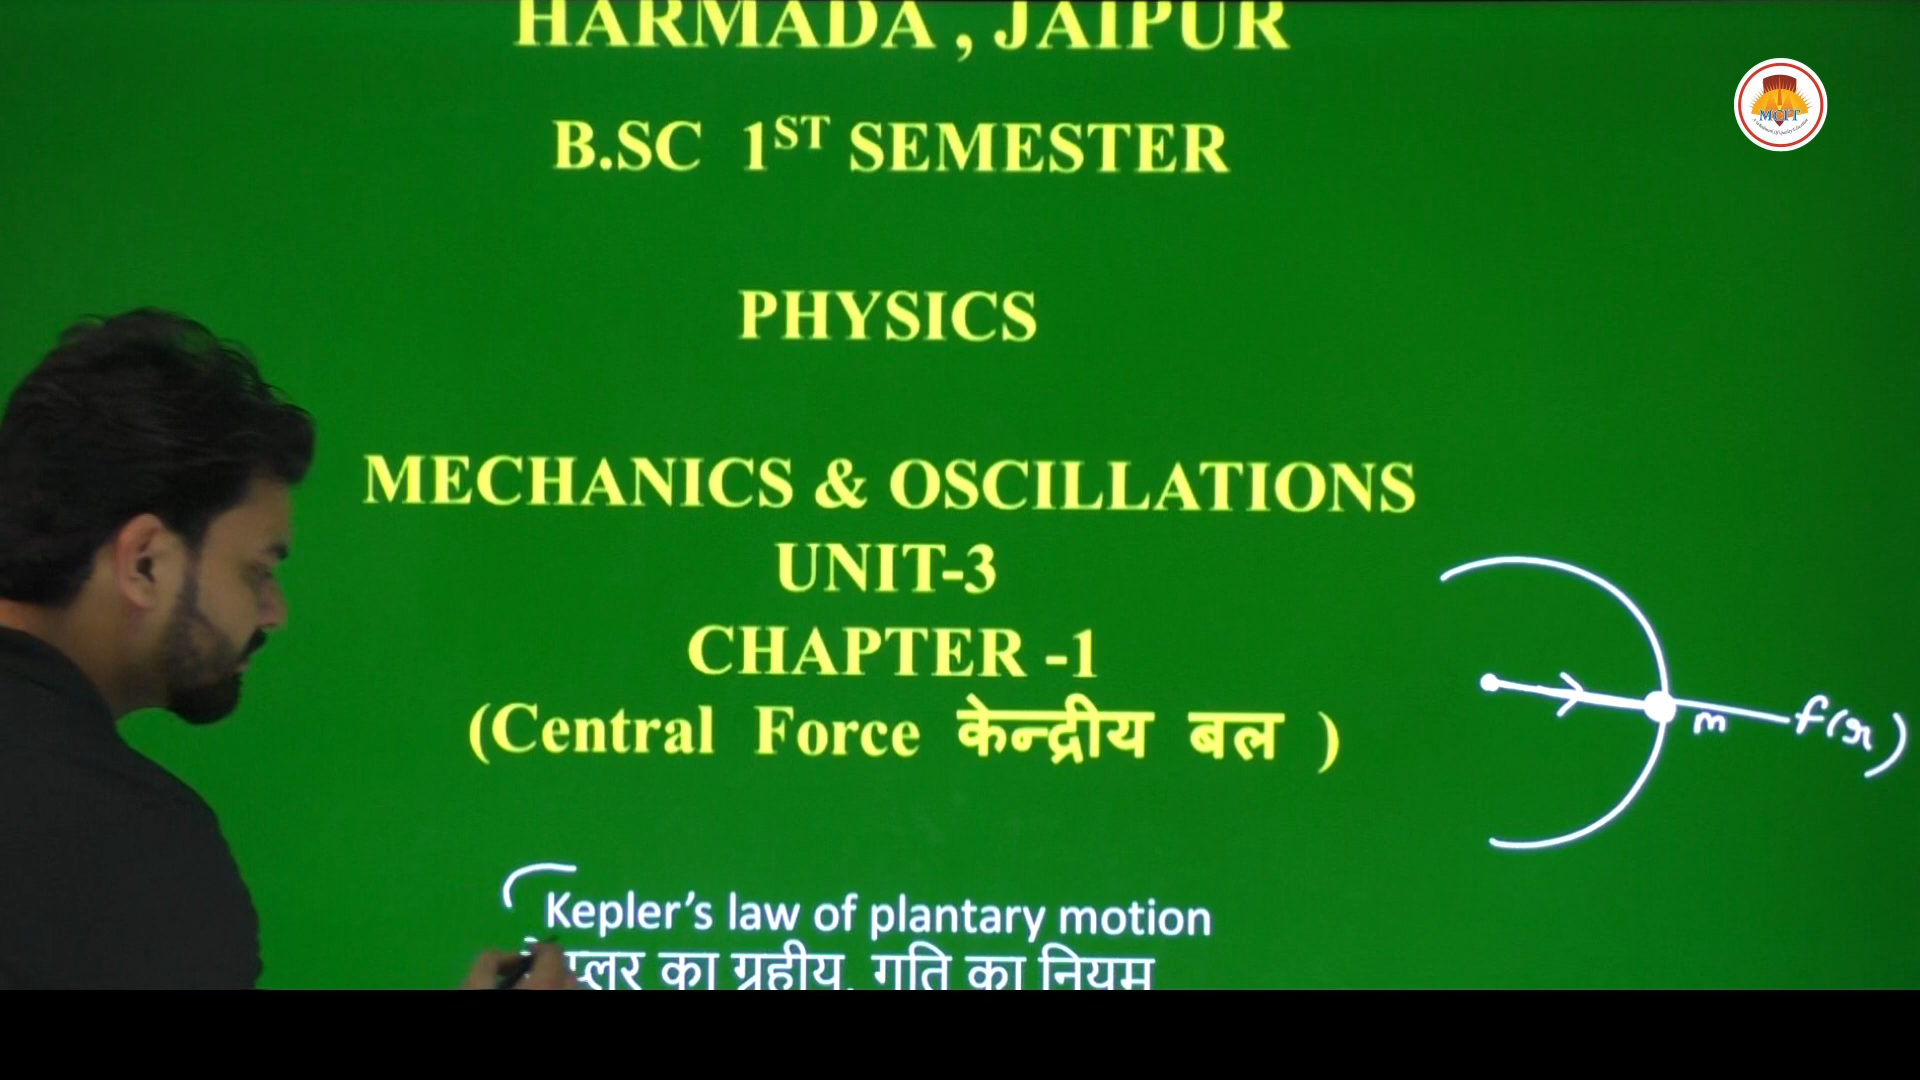 HARMADA , JAIPUR
B.SC 1ST SEMESTER
PHYSICS
MECHANICS & OSCILLATIONS
UNIT-3
CHAPTER -1
(Central Force केन्द्रीय बल )
m f(r)
Kepler's law of plantary motion
का ग्रहीय. गति का नियम
MCIT